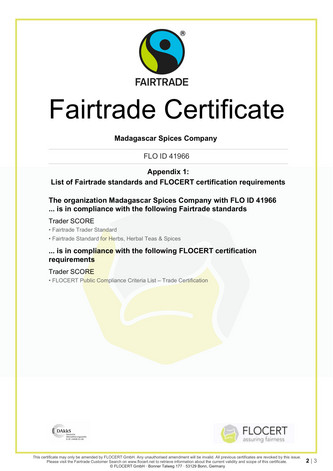 ®
FAIRTRADE
Fairtrade Certificate
Madagascar Spices Company
FLO ID 41966
Appendix 1:
List of Fairtrade standards and FLOCERT certification requirements
The organization Madagascar Spices Company with FLO ID 41966
... is in compliance with the following Fairtrade standards
Trader SCORE
• Fairtrade Trader Standard
• Fairtrade Standard for Herbs, Herbal Teas & Spices
... is in compliance with the following FLOCERT certification
requirements
Trader SCORE
• FLOCERT Public Compliance Criteria List – Trade Certification
DAkkS
FLOCERT
assuring fairness
This certificate may only be amended by FLOCERT GmbH. Any unauthorised amendment will be invalid. All previous certificates are revoked by this issue.
Please visit the Fairtrade Customer Search on www.flocert.net to retrieve information about the current validity and scope of this certificate.
© FLOCERT GmbH · Bonner Talweg 177 · 53129 Bonn, Germany
2 | 3